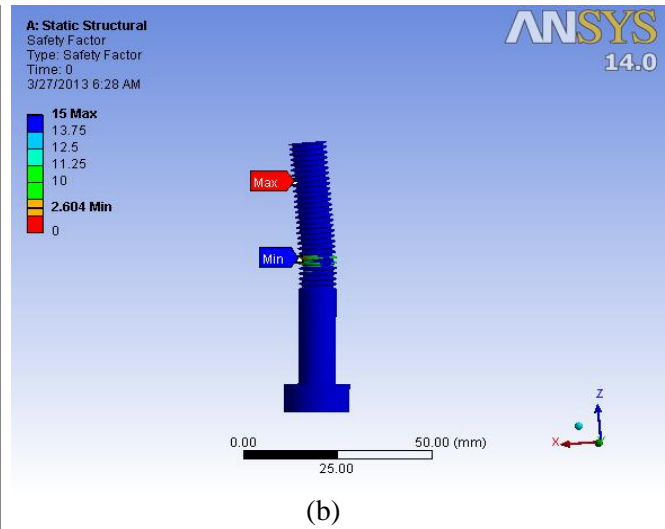 A: Static Structural
Safety Factor
Type: Safety Factor
Time: 0
3/27/2013 6:28 AM
ANSYS
14.0
15 Max
13.75
12.5
11.25
10
2.604 Min
0
Max
Min
0.00
50.00 (mm)
25.00
Z
X
(b)